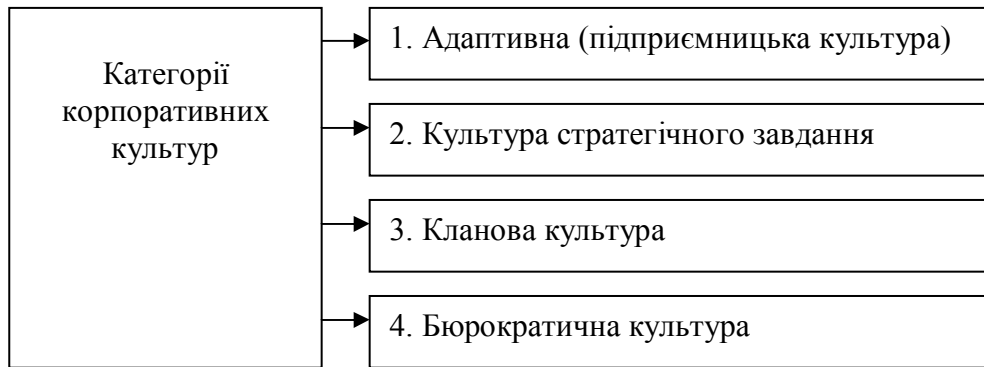 Категорії
корпоративних
культур
1. Адаптивна (підприємницька культура)
2. Культура стратегічного завдання
3. Кланова культура
4. Бюрократична культура